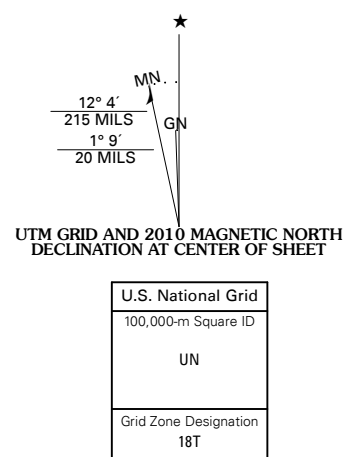 ★
MN
12° 4´
215 MILS
GN
1° 9´
20 MILS
UTM GRID AND 2010 MAGNETIC NORTH
DECLINATION AT CENTER OF SHEET
U.S. National Grid
100,000-m Square ID
UN
Grid Zone Designation
18T